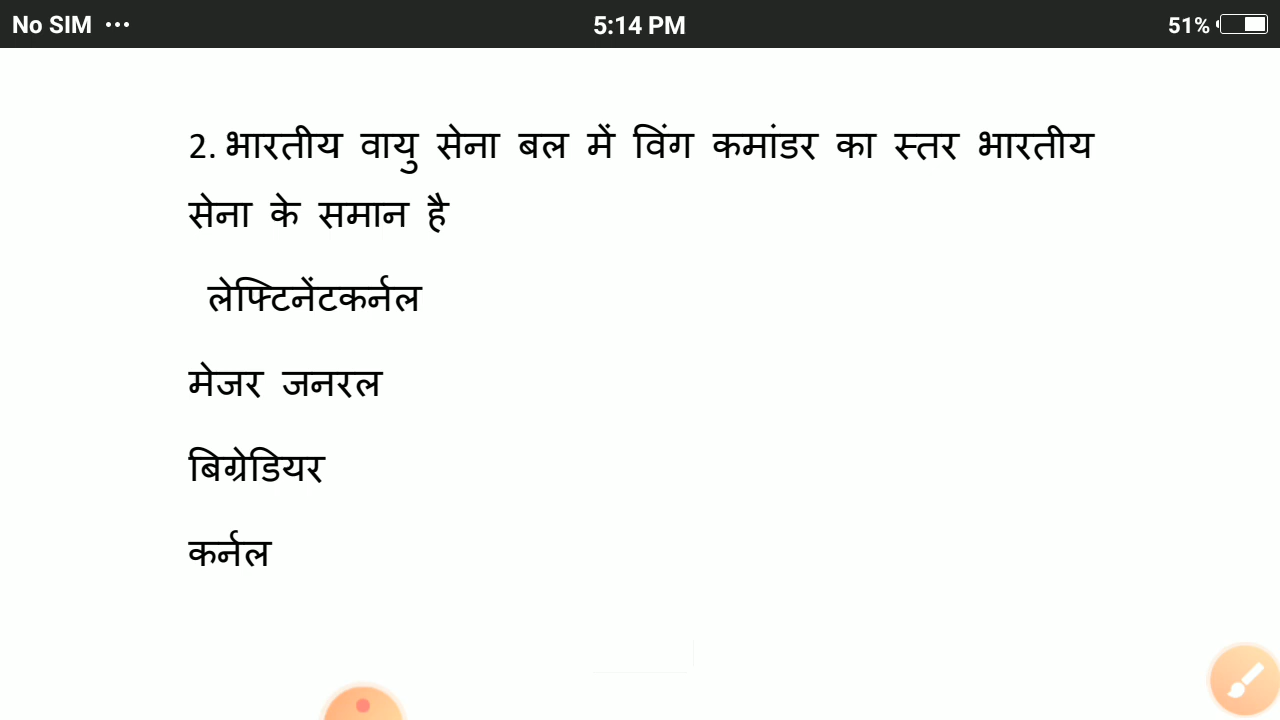 No SIM ••• 5:14 PM 51%
2. भारतीय वायु सेना बल में विंग कमांडर का स्तर भारतीय
सेना के समान है
लेफ्टिनेंटकर्नल
मेजर जनरल
बिग्रेडियर
कर्नल